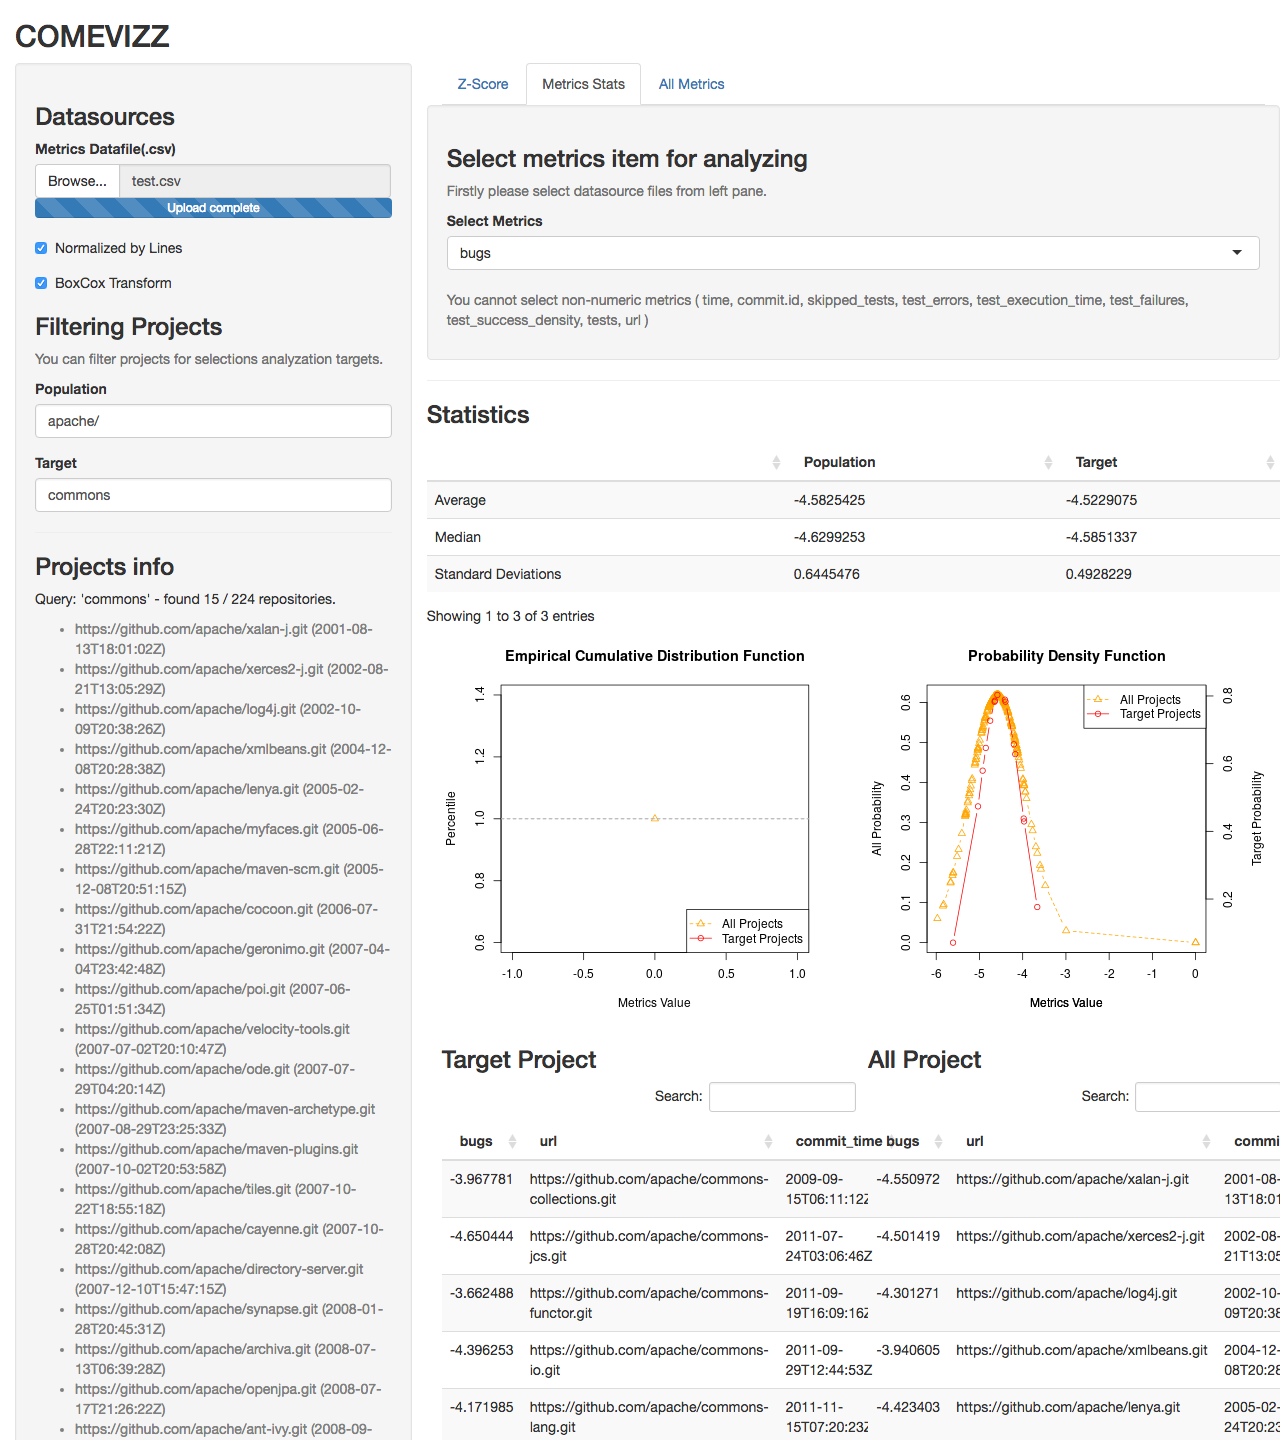 COMEVIZZ
Datasources
Metrics Datafile(.csv)
Browse... test.csv
Upload complete
Normalized by Lines
BoxCox Transform
Filtering Projects
You can filter projects for selections analyzation targets.
Population
apache/
Target
commons
Projects info
Query: 'commons' - found 15 / 224 repositories.
https://github.com/apache/xalan-j.git (2001-08-
13T18:01:02Z)
https://github.com/apache/xerces2-j.git (2002-08-
21T13:05:29Z)
https://github.com/apache/log4j.git (2002-10-
09T20:38:26Z)
https://github.com/apache/xmlbeans.git (2004-12-
08T20:28:38Z)
https://github.com/apache/lenya.git (2005-02-
24T20:23:30Z)
https://github.com/apache/myfaces.git (2005-06-
28T22:11:21Z)
https://github.com/apache/maven-scm.git (2005-
12-08T20:51:15Z)
https://github.com/apache/cocoon.git (2006-07-
31T21:54:22Z)
https://github.com/apache/geronimo.git (2007-04-
04T23:42:48Z)
https://github.com/apache/poi.git (2007-06-
25T01:51:34Z)
https://github.com/apache/velocity-tools.git
(2007-07-02T20:10:47Z)
https://github.com/apache/ode.git (2007-07-
29T04:20:14Z)
https://github.com/apache/maven-archetype.git
(2007-08-29T23:25:33Z)
https://github.com/apache/maven-plugins.git
(2007-10-02T20:53:58Z)
https://github.com/apache/tiles.git (2007-10-
22T18:55:18Z)
https://github.com/apache/cayenne.git (2007-10-
28T20:42:08Z)
https://github.com/apache/directory-server.git
(2007-12-10T15:47:15Z)
https://github.com/apache/synapse.git (2008-01-
28T20:45:31Z)
https://github.com/apache/archiva.git (2008-07-
13T06:39:28Z)
https://github.com/apache/openjpa.git (2008-07-
17T21:26:22Z)
https://github.com/apache/ant-ivy.git (2008-09-
Z-Score Metrics Stats All Metrics
Select metrics item for analyzing
Firstly please select datasource files from left pane.
Select Metrics
bugs
You cannot select non-numeric metrics ( time, commit.id, skipped_tests, test_errors, test_execution_time, test_failures,
test_success_density, tests, url )
Statistics
Population Target
Average -4.5825425 -4.5229075
Median -4.6299253 -4.5851337
Standard Deviations 0.6445476 0.4928229
Showing 1 to 3 of 3 entries
Empirical Cumulative Distribution Function
Percentile
1.4
1.2
1.0
0.8
0.6
All Projects
Target Projects
-1.0 -0.5 0.0 0.5 1.0
Metrics Value
Probability Density Function
All Probability
0.6
0.5
0.4
0.3
0.2
0.1
0.0
All Projects
Target Projects
0.8
0.6
0.4
0.2
Target Probability
-6 -5 -4 -3 -2 -1 0
Metrics Value
Target Project
Search:
bugs url commit_time
-3.967781 https://github.com/apache/commons- 2009-09-
collections.git 15T06:11:12Z
-4.650444 https://github.com/apache/commons- 2011-07-
jcs.git 24T03:06:46Z
-3.662488 https://github.com/apache/commons- 2011-09-
functor.git 19T16:09:16Z
-4.396253 https://github.com/apache/commons- 2011-09-
io.git 29T12:44:53Z
-4.171985 https://github.com/apache/commons- 2011-11-
lang.git 15T07:20:23Z
All Project
Search:
bugs url commi
-4.550972 https://github.com/apache/xalan-j.git 2001-08-
13T18:01
-4.501419 https://github.com/apache/xerces2-j.git 2002-08-
21T13:05
-4.301271 https://github.com/apache/log4j.git 2002-10-
09T20:38
-3.940605 https://github.com/apache/xmlbeans.git 2004-12-
08T20:28
-4.423403 https://github.com/apache/lenya.git 2005-02-
24T20:23